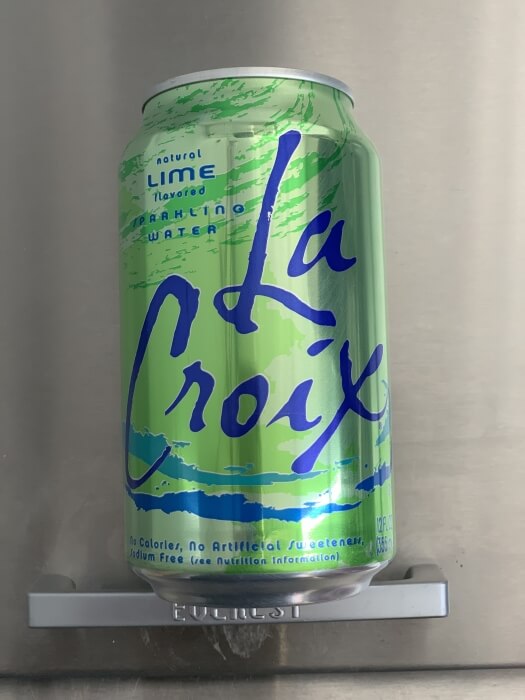 natural
LIME
flavored
SPARKLING
WATER
La
Croix
No Calories, No Artificial Sweeteners,
Sodium Free (see Nutrition Information)
12 FL
(355
EVEREST